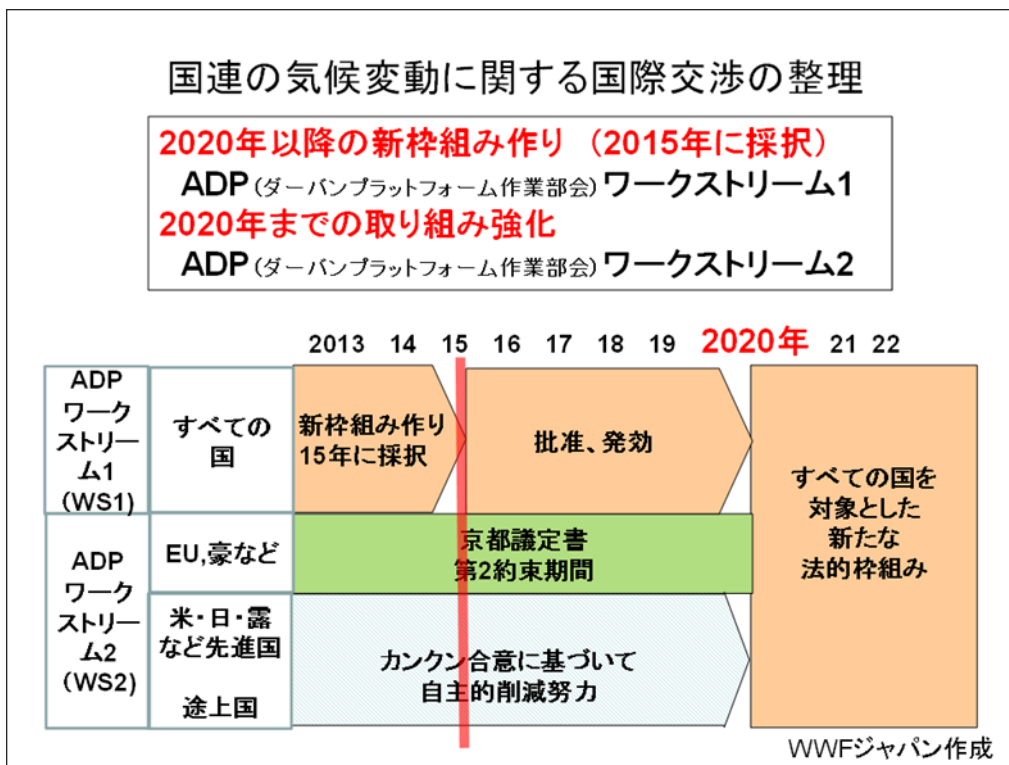 国連の気候変動に関する国際交渉の整理
2020年以降の新枠組み作り （2015年に採択）
ADP（ダーバンプラットフォーム作業部会）ワークストリーム1
2020年までの取り組み強化
ADP（ダーバンプラットフォーム作業部会）ワークストリーム2
2013 14 15 16 17 18 19 2020年 21 22
ADP
ワーク
ストリー
ム1
（WS1）
すべての
国
新枠組み作り
15年に採択
批准、発効
すべての国を
対象とした
新たな
法的枠組み
ADP
ワーク
ストリー
ム2
（WS2）
EU,豪など
京都議定書
第2約束期間
米・日・露
など先進国
途上国
カンクン合意に基づいて
自主的削減努力
WWFジャパン作成